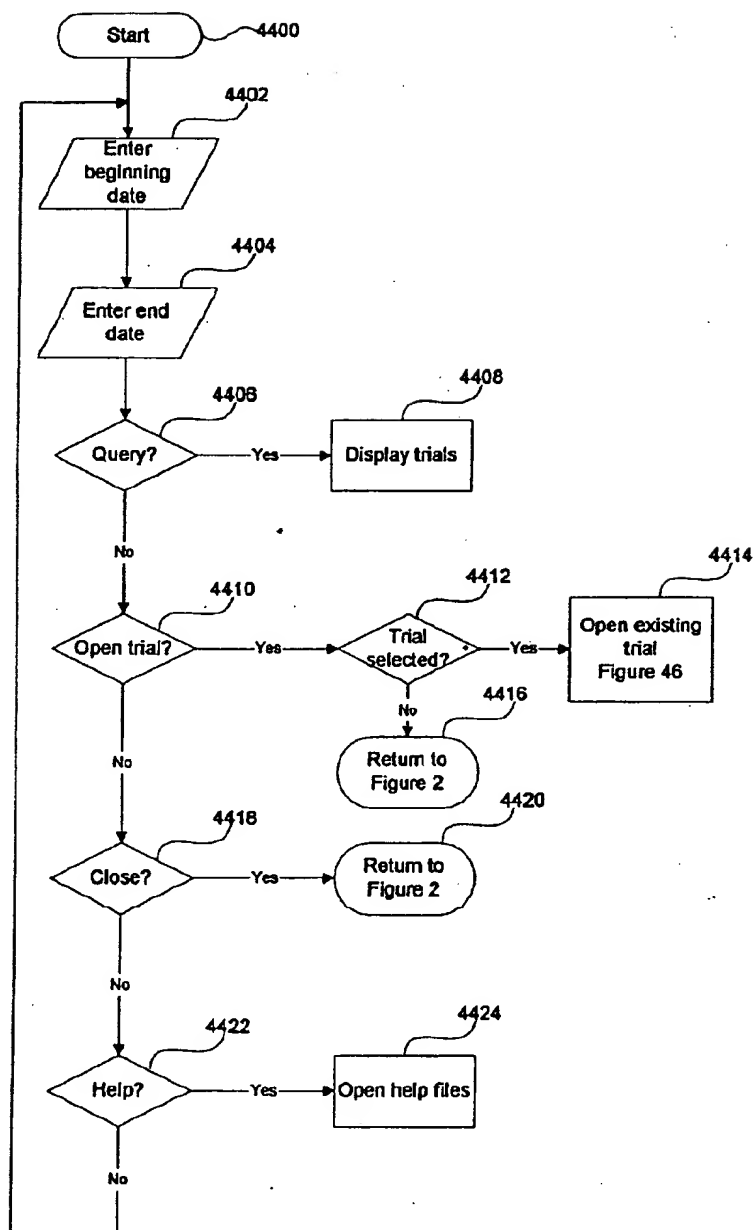 Start
4400
4402
Enter
beginning
date
4404
Enter end
date
4406
4408
Query?
Yes
Display trials
No
4410
4412
4414
Open trial?
Yes
Trial
selected?
Yes
Open existing
trial
Figure 46
No
4416
Return to
Figure 2
No
4418
4420
Close?
Yes
Return to
Figure 2
No
4422
4424
Help?
Yes
Open help files
No